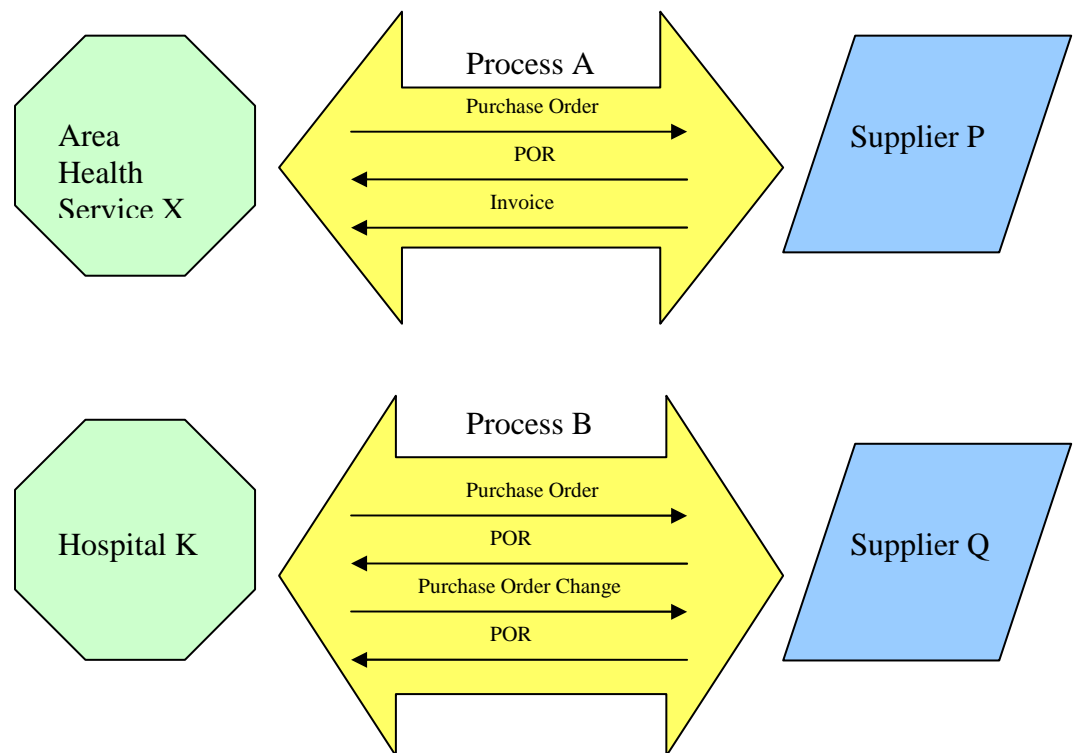 Process A
Purchase Order
POR
Invoice
Area
Health
Service X
Supplier P
Process B
Purchase Order
POR
Purchase Order Change
POR
Hospital K
Supplier Q